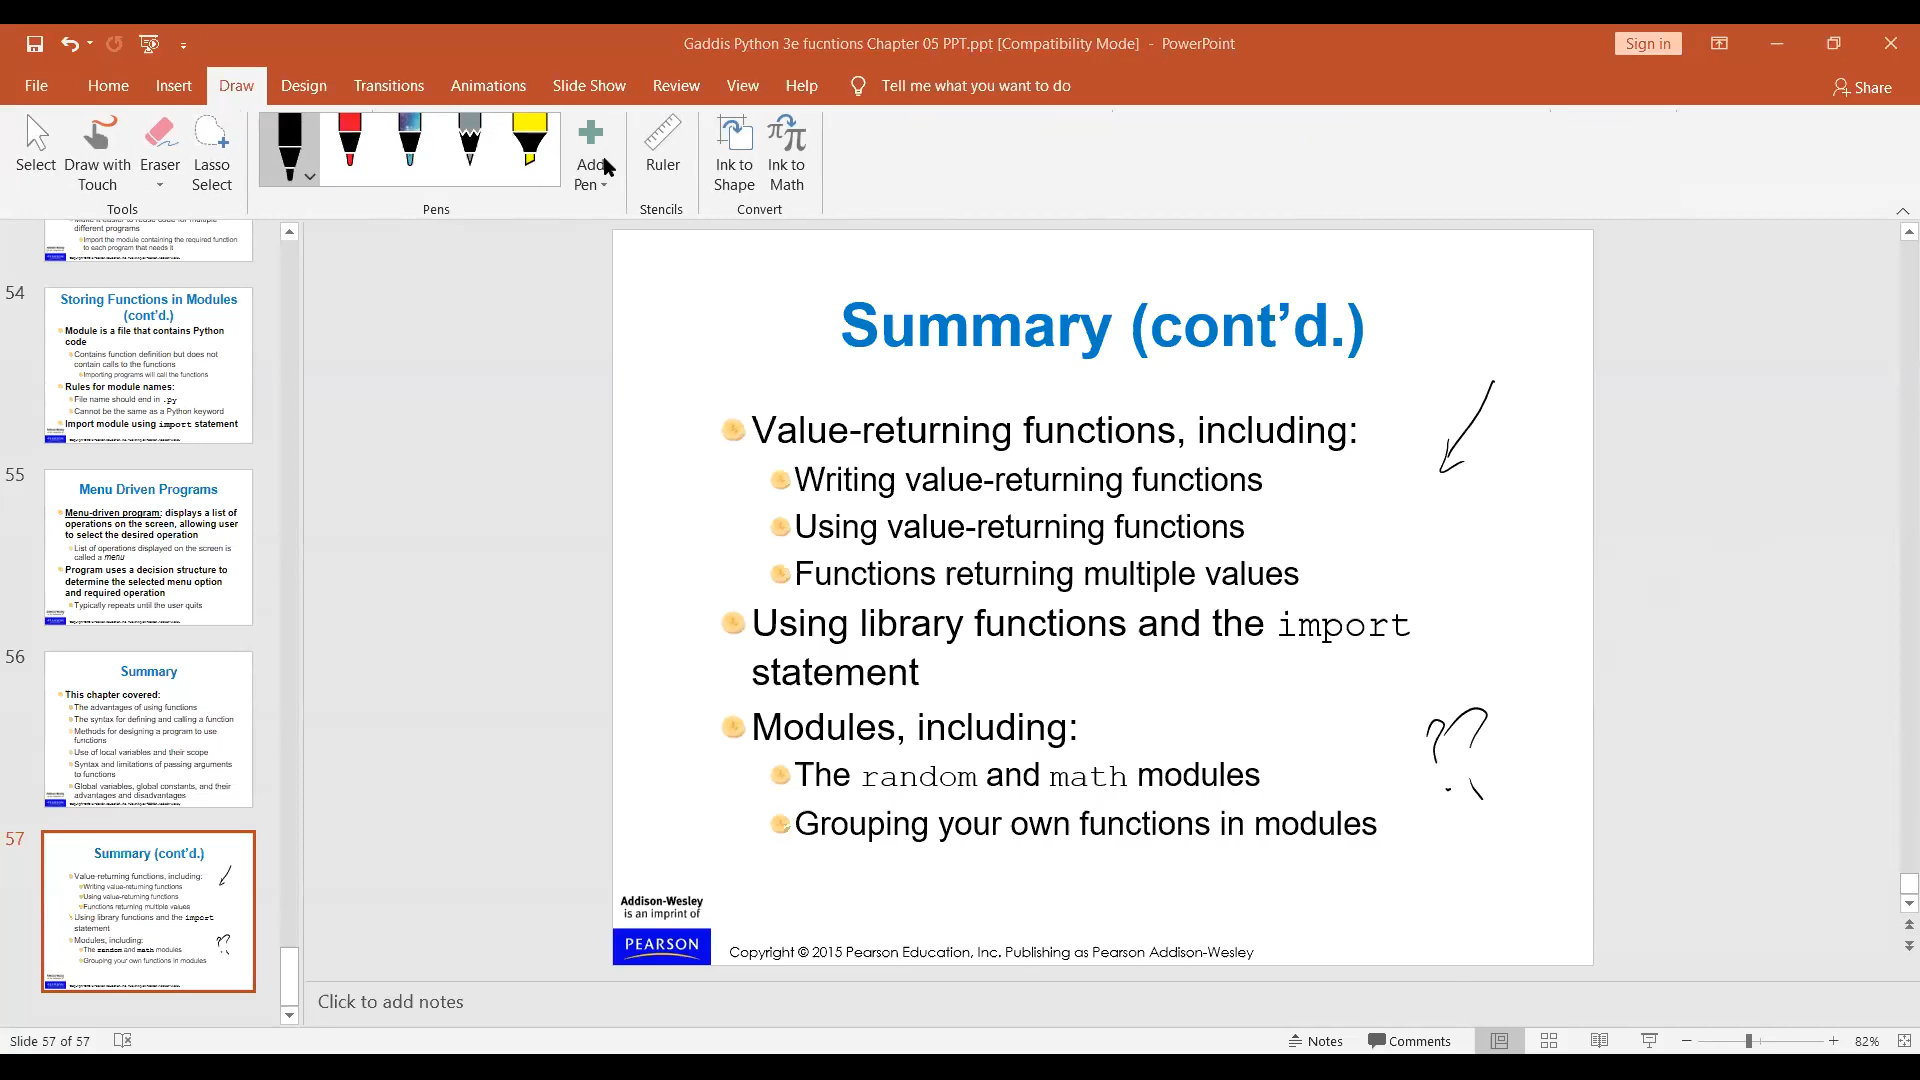 Gaddis Python 3e fucntions Chapter 05 PPT.ppt [Compatibility Mode] - PowerPoint
Sign in
File Home Insert Draw Design Transitions Animations Slide Show Review View Help Tell me what you want to do
Share
Select
Draw with Touch
Eraser
Lasso Select
Add Pen
Ruler
Ink to Shape
Ink to Math
Tools
Pens
Stencils
Convert
different programs
Import the module containing the required function
to each program that needs it
54
Storing Functions in Modules
(cont'd.)
Module is a file that contains Python
code
Contains function definition but does not
contain calls to the functions
Importing programs will call the functions
Rules for module names:
File name should end in .py
Cannot be the same as a Python keyword
Import module using import statement
55
Menu Driven Programs
Menu-driven program: displays a list of
operations on the screen, allowing user
to select the desired operation
List of operations displayed on the screen is
called a menu
Program uses a decision structure to
determine the selected menu option
and required operation
Typically repeats until the user quits
56
Summary
This chapter covered:
The advantages of using functions
The syntax for defining and calling a function
Methods for designing a program to use
functions
Use of local variables and their scope
Syntax and limitations of passing arguments
to functions
Global variables, global constants, and their
advantages and disadvantages
57
Summary (cont'd.)
Value-returning functions, including:
Writing value-returning functions
Using value-returning functions
Functions returning multiple values
Using library functions and the import
statement
Modules, including:
The random and math modules
Grouping your own functions in modules
??
Summary (cont’d.)
Value-returning functions, including:
Writing value-returning functions
Using value-returning functions
Functions returning multiple values
Using library functions and the import
statement
Modules, including:
The random and math modules
Grouping your own functions in modules
??
Addison-Wesley
is an imprint of
PEARSON
Copyright © 2015 Pearson Education, Inc. Publishing as Pearson Addison-Wesley
Click to add notes
Slide 57 of 57
Notes
Comments
82%